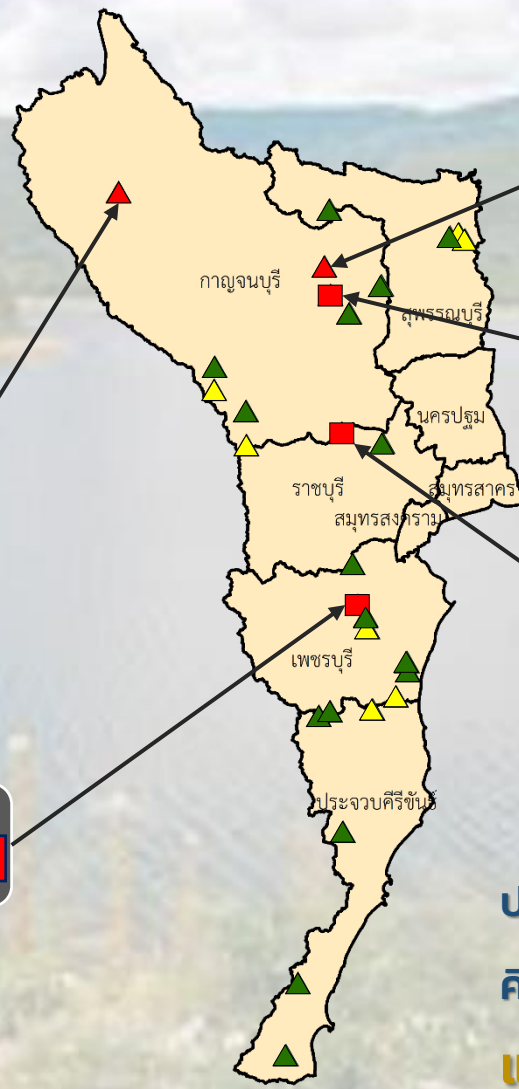 กาญจนบุรี
สุพรรณบุรี
นครปฐม
ราชบุรี
สมุทรสาคร
สมุทรสงคราม
เพชรบุรี
ประจวบคีรีขันธ์